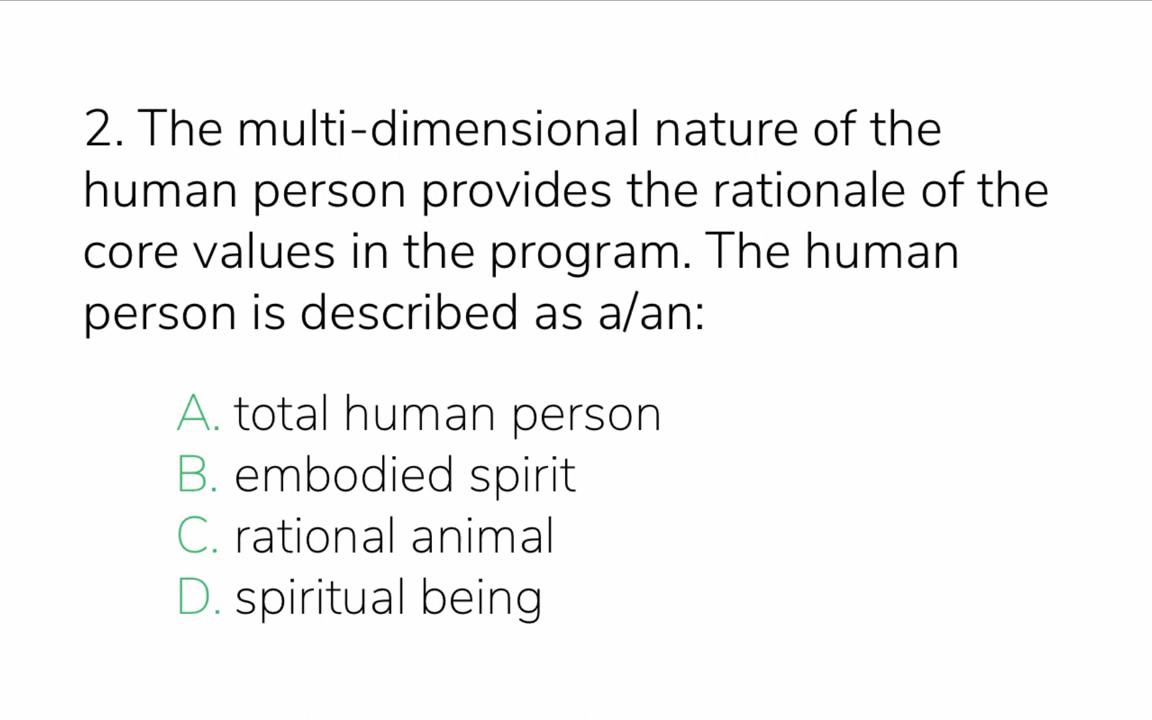 2. The multi-dimensional nature of the
human person provides the rationale of the
core values in the program. The human
person is described as a/an:
A. total human person
B. embodied spirit
C. rational animal
D. spiritual being